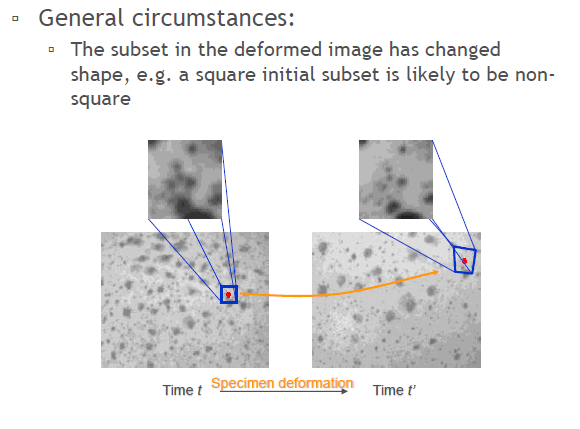 General circumstances:
The subset in the deformed image has changed
shape, e.g. a square initial subset is likely to be non-
square
Time t
Specimen deformation
Time t’